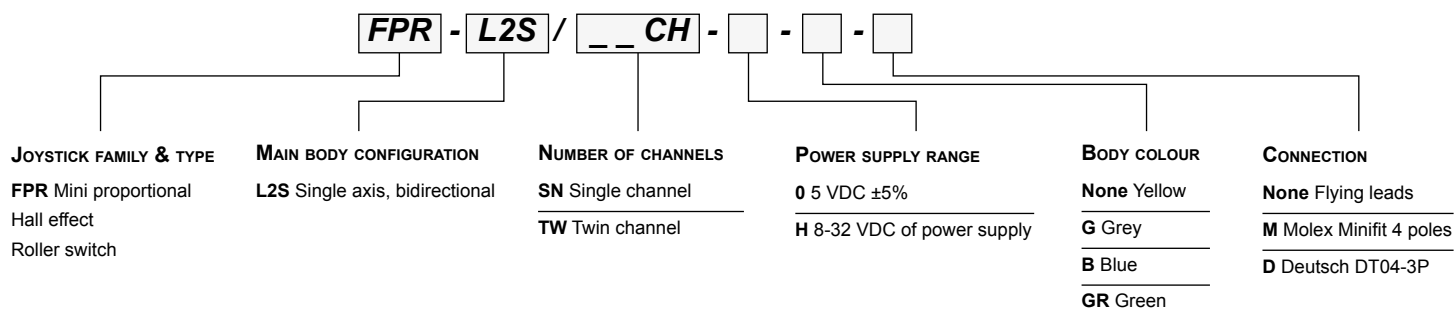 FPR - L2S / _ _ CH - - -
JOYSTICK FAMILY & TYPE
FPR Mini proportional
Hall effect
Roller switch
MAIN BODY CONFIGURATION
L2S Single axis, bidirectional
NUMBER OF CHANNELS
SN Single channel
TW Twin channel
POWER SUPPLY RANGE
0 5 VDC ±5%
H 8-32 VDC of power supply
BODY COLOUR
None Yellow
G Grey
B Blue
GR Green
CONNECTION
None Flying leads
M Molex Minifit 4 poles
D Deutsch DT04-3P